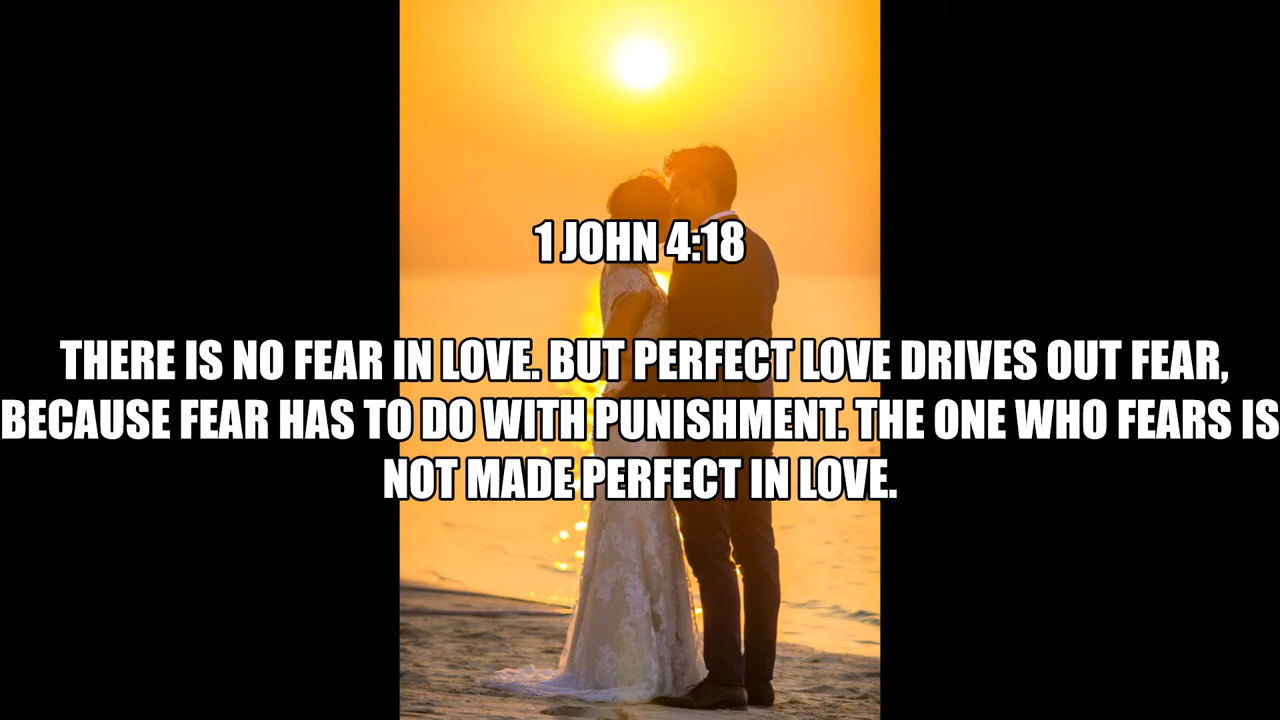 1 JOHN 4:18
THERE IS NO FEAR IN LOVE. BUT PERFECT LOVE DRIVES OUT FEAR,
BECAUSE FEAR HAS TO DO WITH PUNISHMENT. THE ONE WHO FEARS IS
NOT MADE PERFECT IN LOVE.